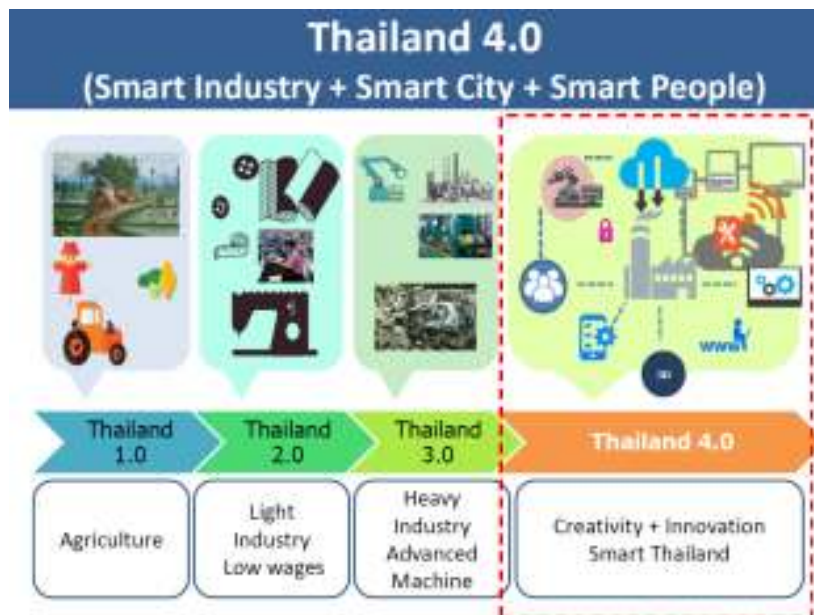 Thailand 4.0
(Smart Industry + Smart City + Smart People)
www
Thailand
1.0
Thailand
2.0
Thailand
3.0
Thailand 4.0
Agriculture
Light
Industry
Low wages
Heavy
Industry
Advanced
Machine
Creativity + Innovation
Smart Thailand